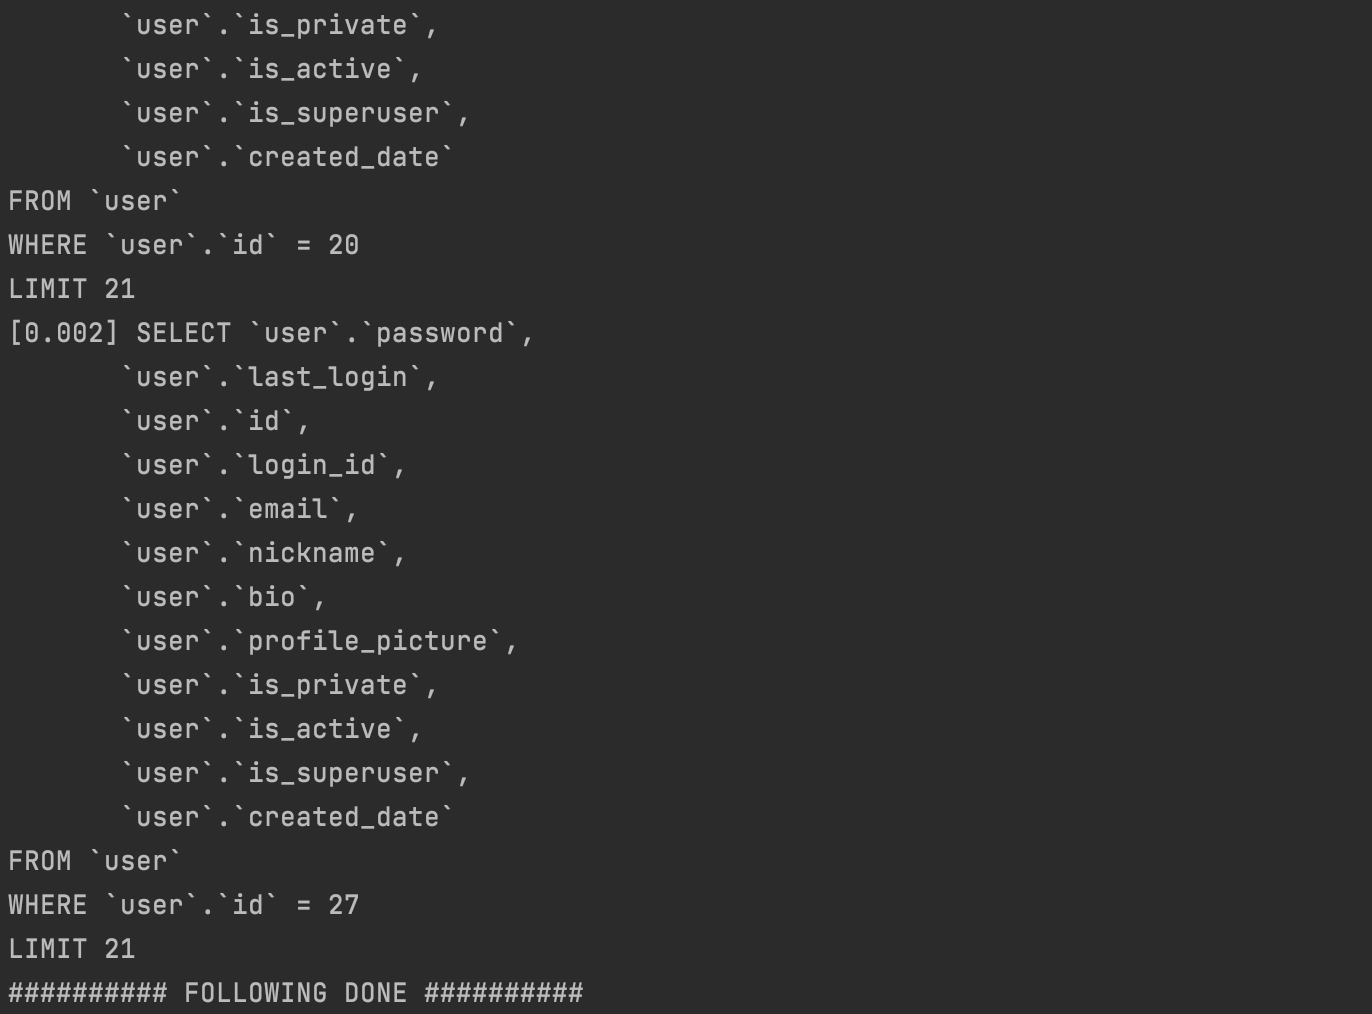 `user`.`is_private`,
`user`.`is_active`,
`user`.`is_superuser`,
`user`.`created_date`
FROM `user`
WHERE `user`.`id` = 20
LIMIT 21
[0.002] SELECT `user`.`password`,
`user`.`last_login`,
`user`.`id`,
`user`.`login_id`,
`user`.`email`,
`user`.`nickname`,
`user`.`bio`,
`user`.`profile_picture`,
`user`.`is_private`,
`user`.`is_active`,
`user`.`is_superuser`,
`user`.`created_date`
FROM `user`
WHERE `user`.`id` = 27
LIMIT 21
########## FOLLOWING DONE ##########